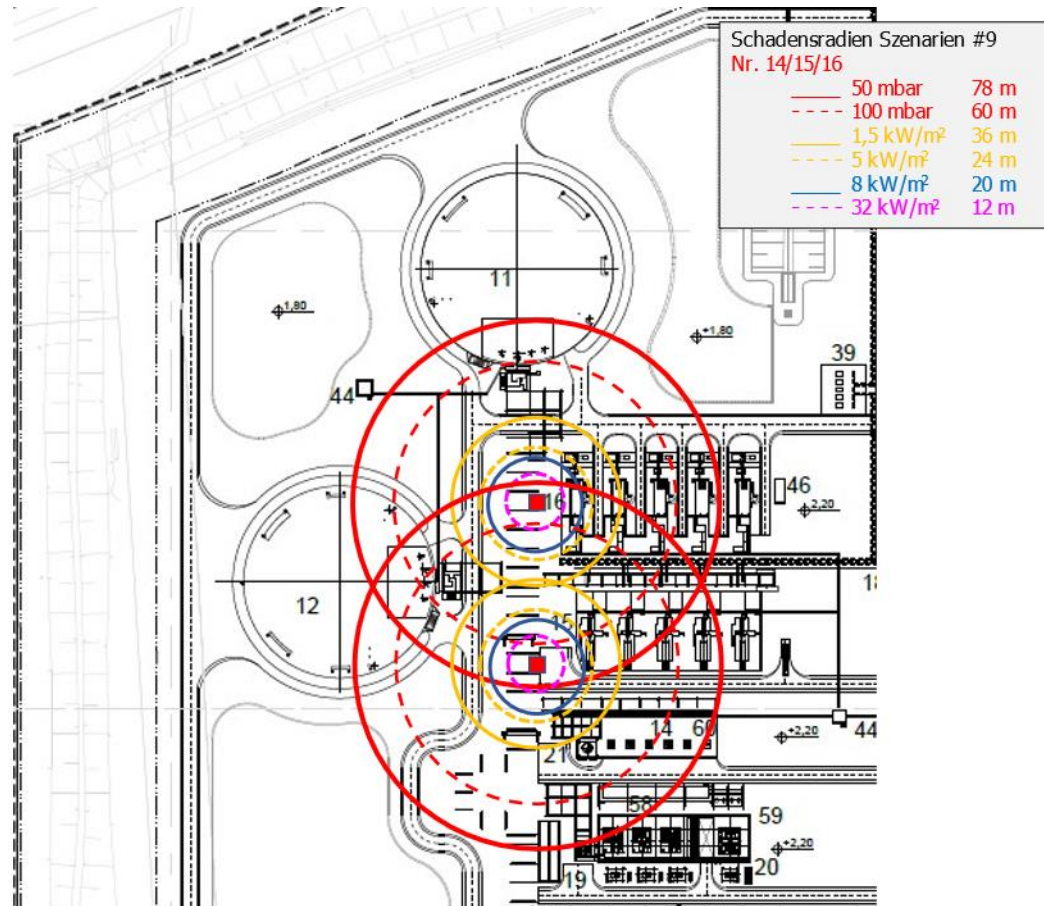 Schadensradien Szenarien #9
Nr. 14/15/16
50 mbar 78 m
100 mbar 60 m
1,5 kW/m² 36 m
5 kW/m² 24 m
8 kW/m² 20 m
32 kW/m² 12 m
11
1,80
+1,80
39
44
46
16
2,20
12
15
18
14 60
44
+2,20
21
58
59
+2,20
19
20